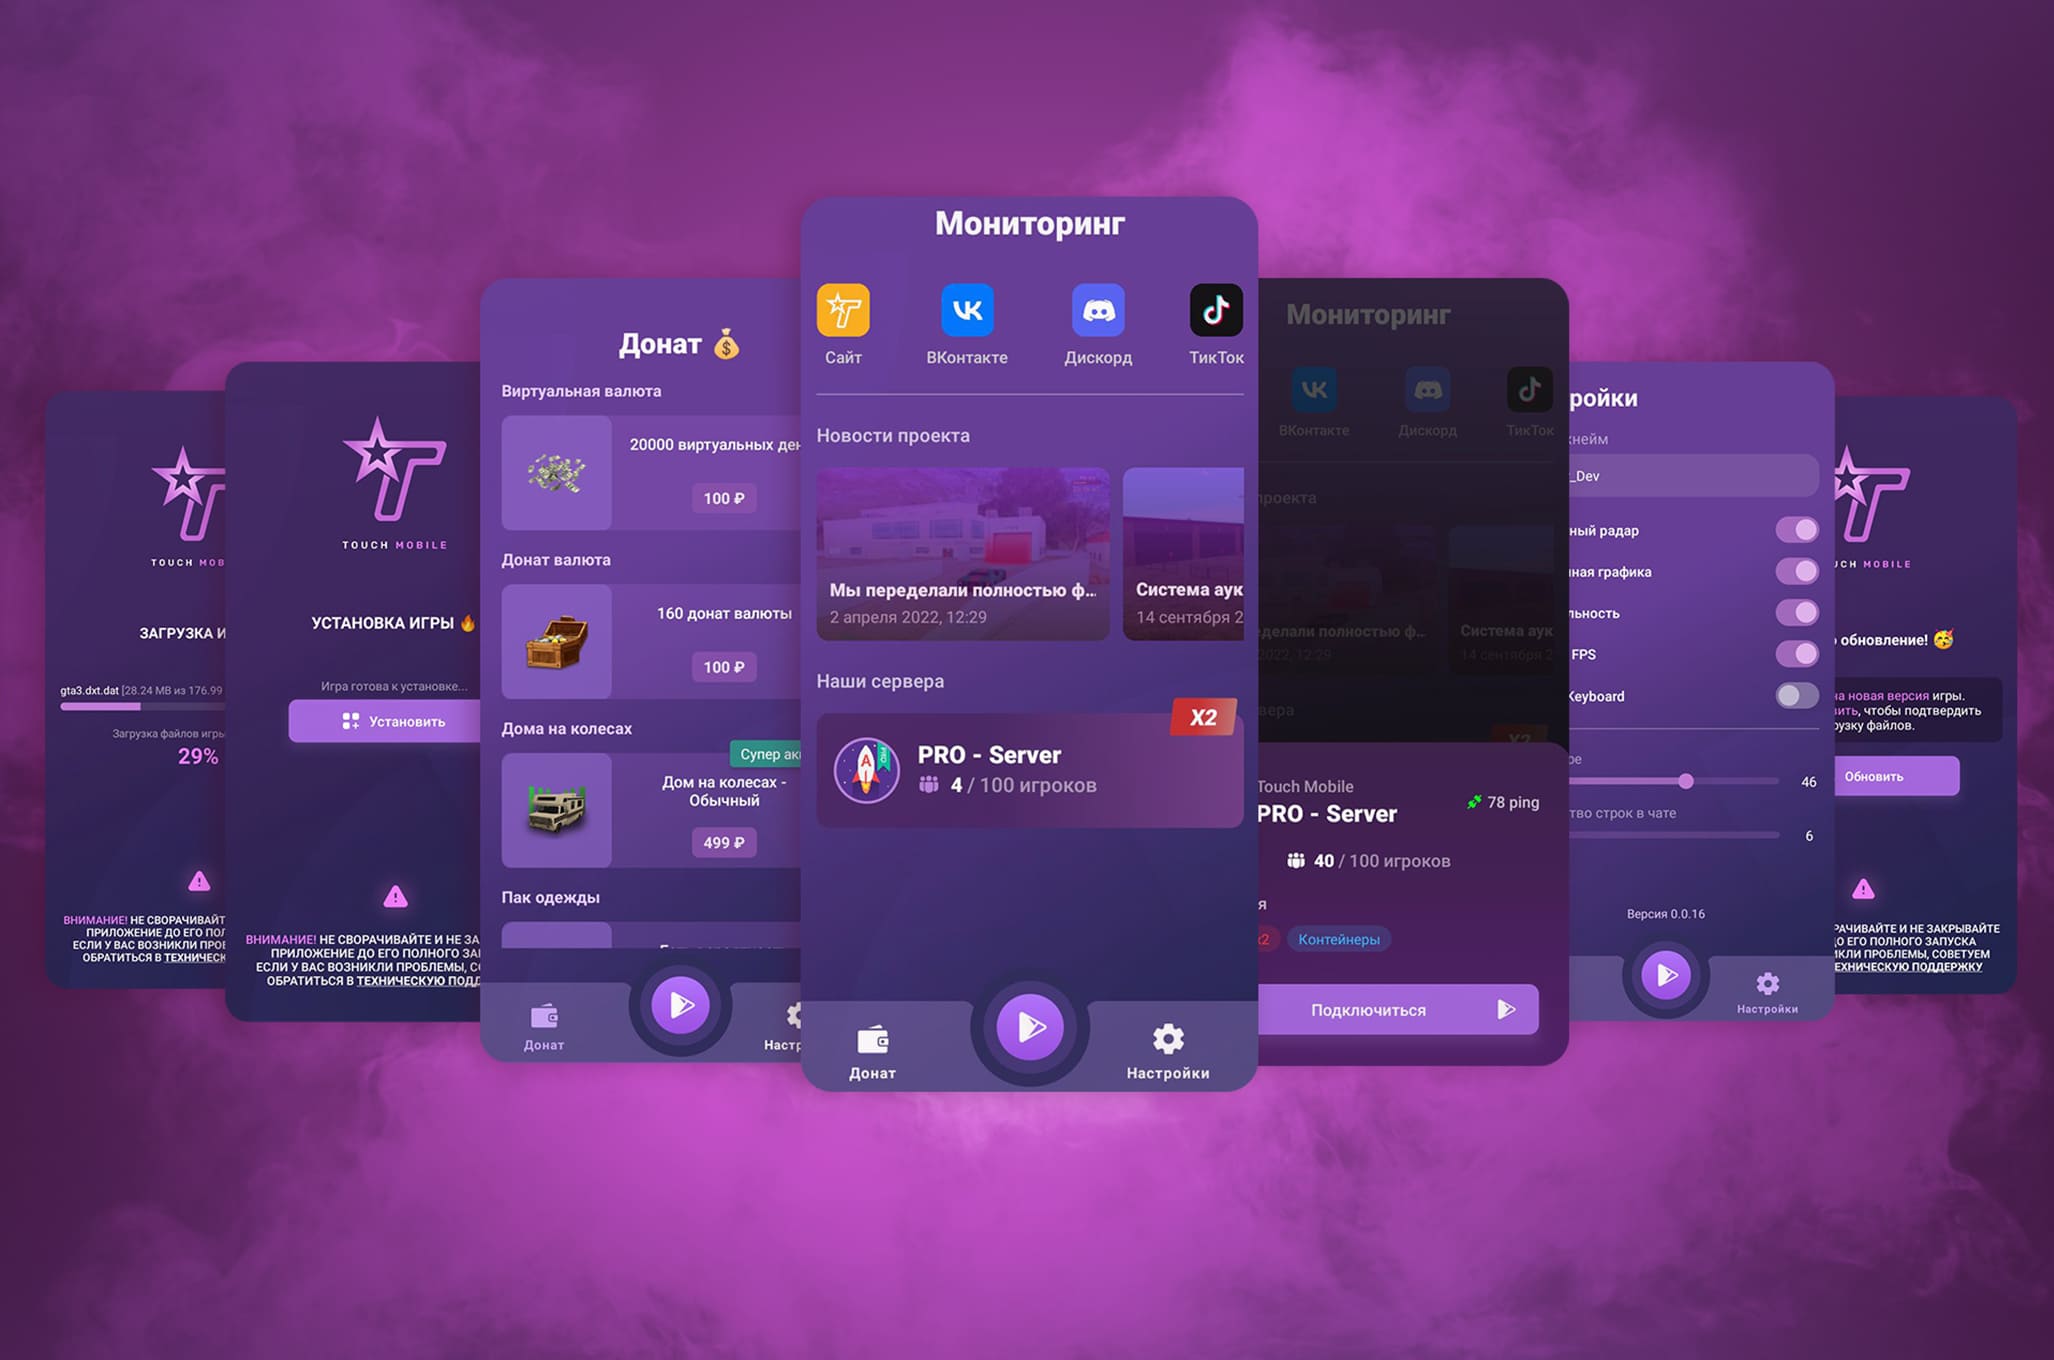 TOUCH
ЗАГРУЗКА
gta3.dxt.dat [28.24 MB из 176.99
Загрузка файлов игры
29%
ВНИМАНИЕ! НЕ СВОРАЧИВАЙТ
ПРИЛОЖЕНИЕ ДО ЕГО
ЕСЛИ У ВАС ВОЗНИКЛИ
ОБРАТИТЬСЯ В
TOUCH MOBILE
УСТАНОВКА ИГРЫ 🔥
Игра готова к установке...
Установить
ВНИМАНИЕ! НЕ СВОРАЧИВАЙТЕ И НЕ ЗА
ПРИЛОЖЕНИЕ ДО ЕГО ПОЛНОГО
ЕСЛИ У ВАС ВОЗНИКЛИ ПРОБЛЕМЫ,
ОБРАТИТЬСЯ В ТЕХНИЧЕСКУЮ
Донат 💰
Виртуальная валюта
20000 виртуальных ден
100 ₽
Донат валюта
160 донат валюты
100 ₽
Дома на колесах
Супер ак
Дом на колесах -
Обычный
499 ₽
Пак одежды
Донат
Настр
Мониторинг
Сайт
ВКонтакте
Дискорд
ТикТок
Новости проекта
Мы переделали полностью ф...
2 апреля 2022, 12:29
Система аук
14 сентября 2
Наши сервера
X2
PRO - Server
4 / 100 игроков
Донат
Настройки
Мониторинг
ВКонтакте
Дискорд
ТикТок
проекта
еделали полностью ф...
2022, 12:29
Система аук
14 сентября 2
вера
X2
Touch Mobile
PRO - Server
78 ping
40 / 100 игроков
я
x2
Контейнеры
Подключиться
ройки
кнейм
_Dev
ный радар
ная графика
льность
FPS
Keyboard
ре
46
тво строк в чате
6
Версия 0.0.16
Настройки
MOBILE
обновление! 🥳
на новая версия игры.
вить, чтобы подтвердить
рузку файлов.
Обновить
РАЧИВАЙТЕ И НЕ ЗАКРЫВАЙТЕ
ДО ЕГО ПОЛНОГО ЗАПУСКА
ИКЛИ ПРОБЛЕМЫ, СОВЕТУЕМ
ЕХНИЧЕСКУЮ ПОДДЕРЖКУ